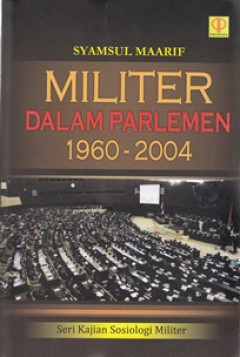 SYAMSUL MAARIF
MILITER
DALAM PARLEMEN
1960 - 2004
Seri Kajian Sosiologi Militer